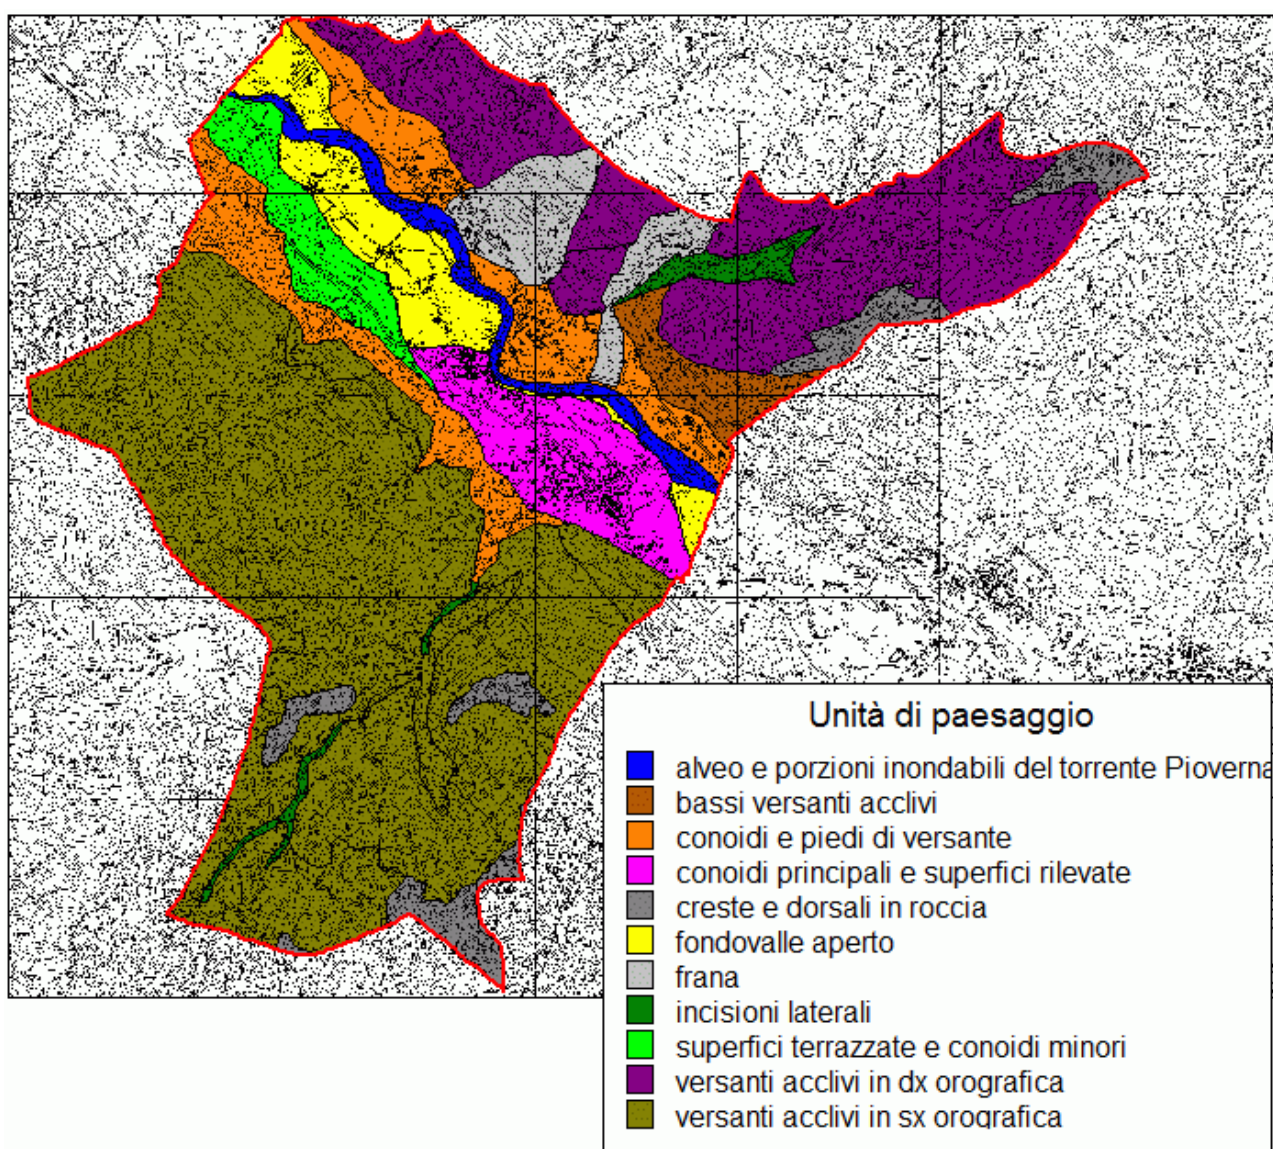 Unità di paesaggio
alveo e porzioni inondabili del torrente Pioverna
bassi versanti acclivi
conoidi e piedi di versante
conoidi principali e superfici rilevate
creste e dorsali in roccia
fondovalle aperto
frana
incisioni laterali
superfici terrazzate e conoidi minori
versanti acclivi in dx orografica
versanti acclivi in sx orografica